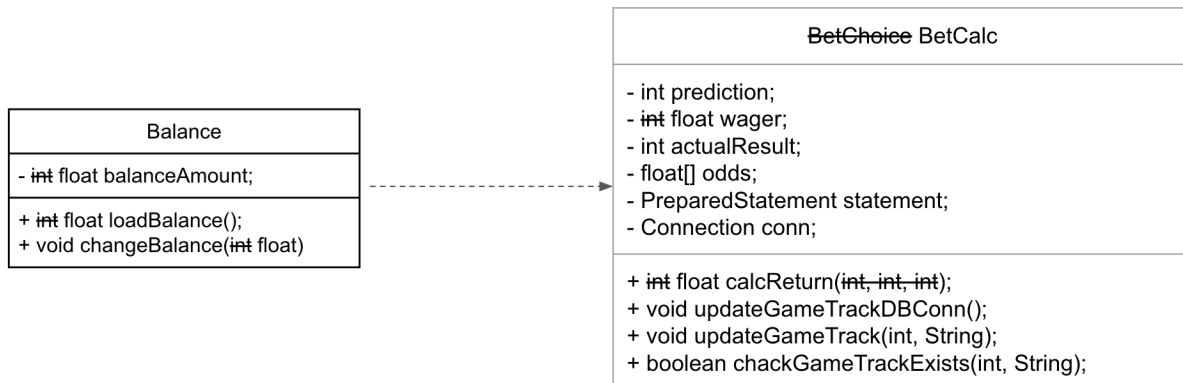 Balance
- ~~int~~ float balanceAmount;
+ ~~int~~ float loadBalance();
+ void changeBalance(~~int~~ float)
~~BetChoice~~ BetCalc
- int prediction;
- ~~int~~ float wager;
- int actualResult;
- float[] odds;
- PreparedStatement statement;
- Connection conn;
+ ~~int~~ float calcReturn(~~int, int, int~~);
+ void updateGameTrackDBConn();
+ void updateGameTrack(int, String);
+ boolean chackGameTrackExists(int, String);